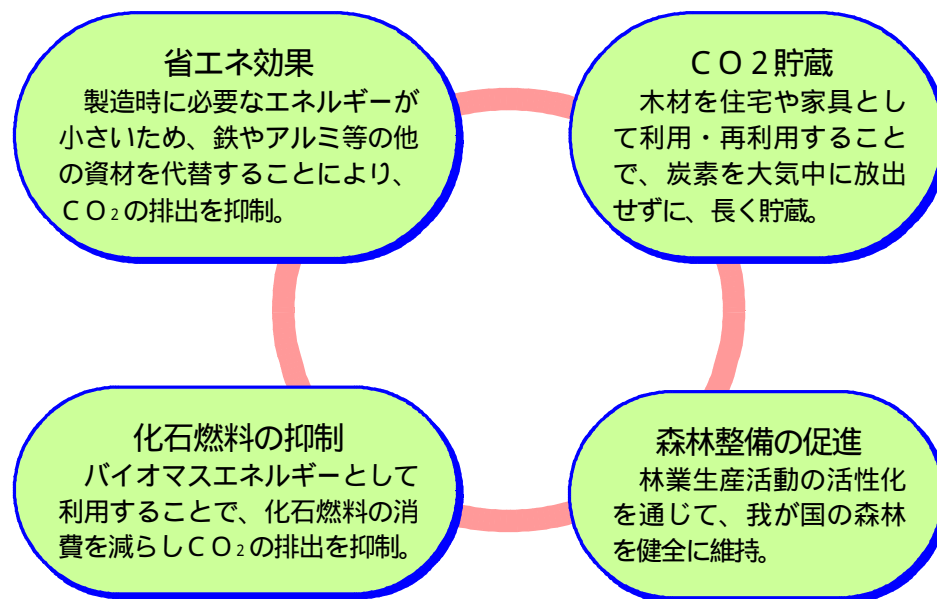 省エネ効果
製造時に必要なエネルギーが
小さいため、鉄やアルミ等の他
の資材を代替することにより、
ＣＯ₂の排出を抑制。
ＣＯ２貯蔵
木材を住宅や家具とし
て利用・再利用すること
で、炭素を大気中に放出
せずに、長く貯蔵。
化石燃料の抑制
バイオマスエネルギーとして
利用することで、化石燃料の消
費を減らしＣＯ₂の排出を抑制。
森林整備の促進
林業生産活動の活性化
を通じて、我が国の森林
を健全に維持。